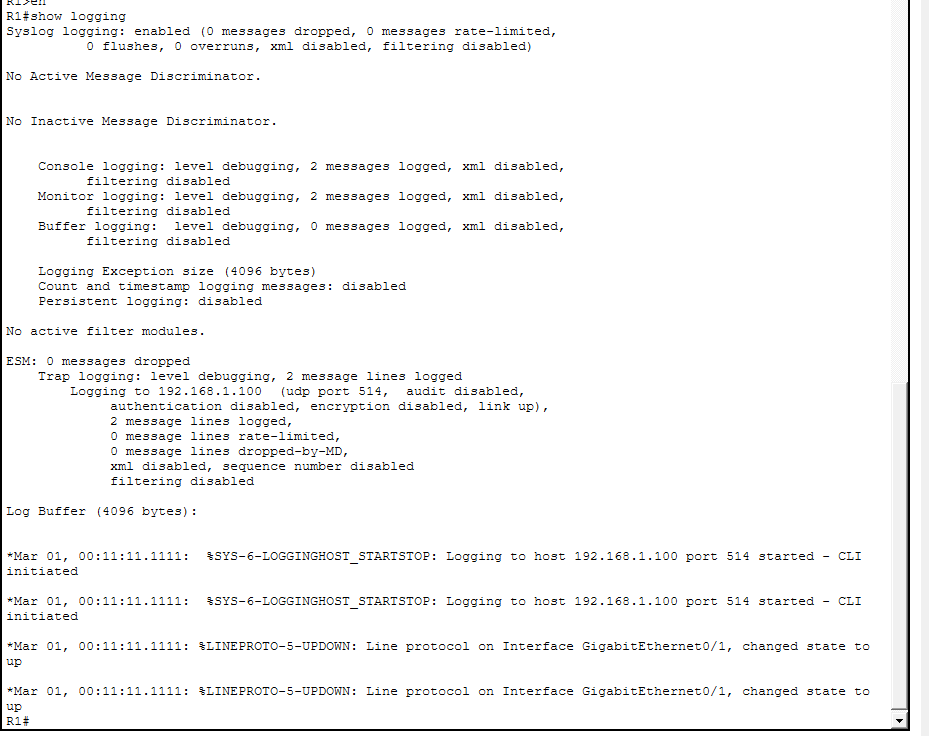 R1>en
R1#show logging
Syslog logging: enabled (0 messages dropped, 0 messages rate-limited,
0 flushes, 0 overruns, xml disabled, filtering disabled)
No Active Message Discriminator.
No Inactive Message Discriminator.
Console logging: level debugging, 2 messages logged, xml disabled,
filtering disabled
Monitor logging: level debugging, 2 messages logged, xml disabled,
filtering disabled
Buffer logging:  level debugging, 0 messages logged, xml disabled,
filtering disabled
Logging Exception size (4096 bytes)
Count and timestamp logging messages: disabled
Persistent logging: disabled
No active filter modules.
ESM: 0 messages dropped
Trap logging: level debugging, 2 message lines logged
Logging to 192.168.1.100  (udp port 514,  audit disabled,
authentication disabled, encryption disabled, link up),
2 message lines logged,
0 message lines rate-limited,
0 message lines dropped-by-MD,
xml disabled, sequence number disabled
filtering disabled
Log Buffer (4096 bytes):
*Mar 01, 00:11:11.1111:  %SYS-6-LOGGINGHOST_STARTSTOP: Logging to host 192.168.1.100 port 514 started - CLI
initiated
*Mar 01, 00:11:11.1111:  %SYS-6-LOGGINGHOST_STARTSTOP: Logging to host 192.168.1.100 port 514 started - CLI
initiated
*Mar 01, 00:11:11.1111: %LINEPROTO-5-UPDOWN: Line protocol on Interface GigabitEthernet0/1, changed state to
up
*Mar 01, 00:11:11.1111: %LINEPROTO-5-UPDOWN: Line protocol on Interface GigabitEthernet0/1, changed state to
up
R1#